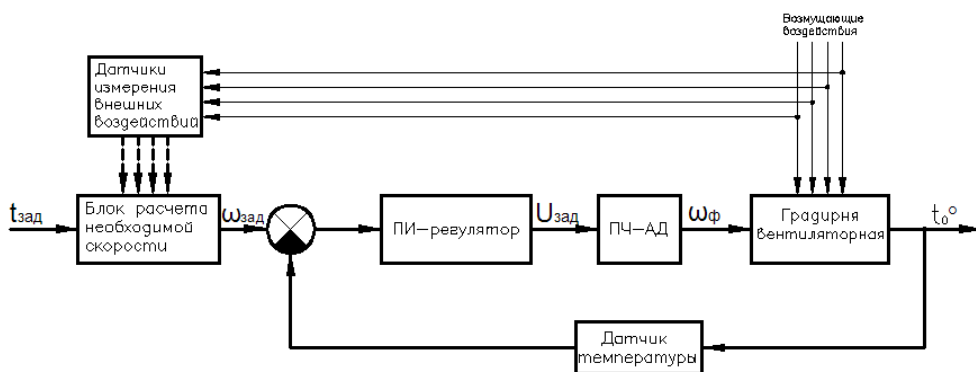 Возмущающие
воздействия
Датчики
измерения
внешних
воздействий
tзад
Блок расчета
необходимой
скорости
ωзад
ПИ-регулятор
Uзад
ПЧ-АД
ωф
Градирня
вентиляторная
t₀°
Датчик
температуры